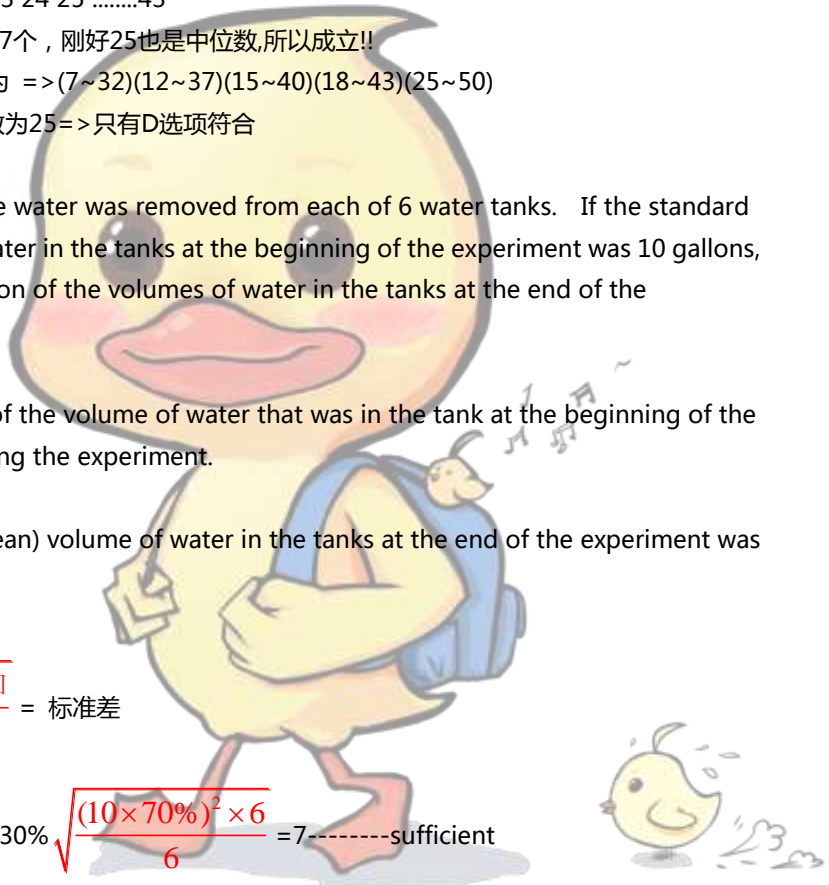 24 25 ........43
7个，刚好25也是中位数,所以成立!!
=>(7~32)(12~37)(15~40)(18~43)(25~50)
为25=>只有D选项符合
water was removed from each of 6 water tanks. If the standard
ater in the tanks at the beginning of the experiment was 10 gallons,
on of the volumes of water in the tanks at the end of the
of the volume of water that was in the tank at the beginning of the
ng the experiment.
ean) volume of water in the tanks at the end of the experiment was
= 标准差
30% √((10×70%)²×6/6) =7--------sufficient